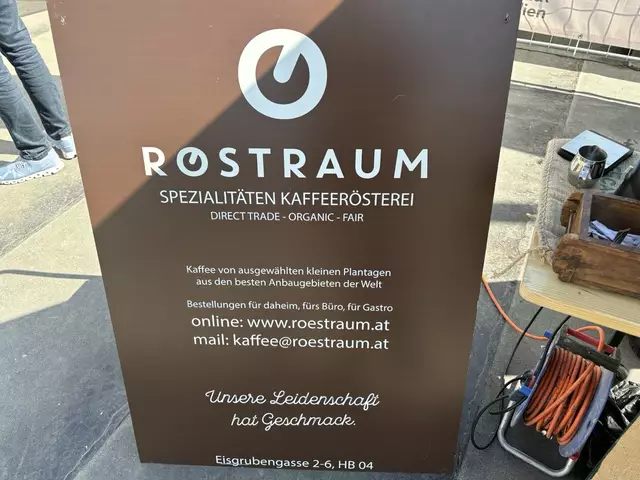 RÖSTRAUM
SPEZIALITÄTEN KAFFEERÖSTEREI
DIRECT TRADE - ORGANIC - FAIR
Kaffee von ausgewählten kleinen Plantagen
aus den besten Anbaugebieten der Welt
Bestellungen für daheim, fürs Büro, für Gastro
online: www.roestraum.at
mail: kaffee@roestraum.at
Unsere Leidenschaft
hat Geschmack.
Eisgrubengasse 2-6, HB 04